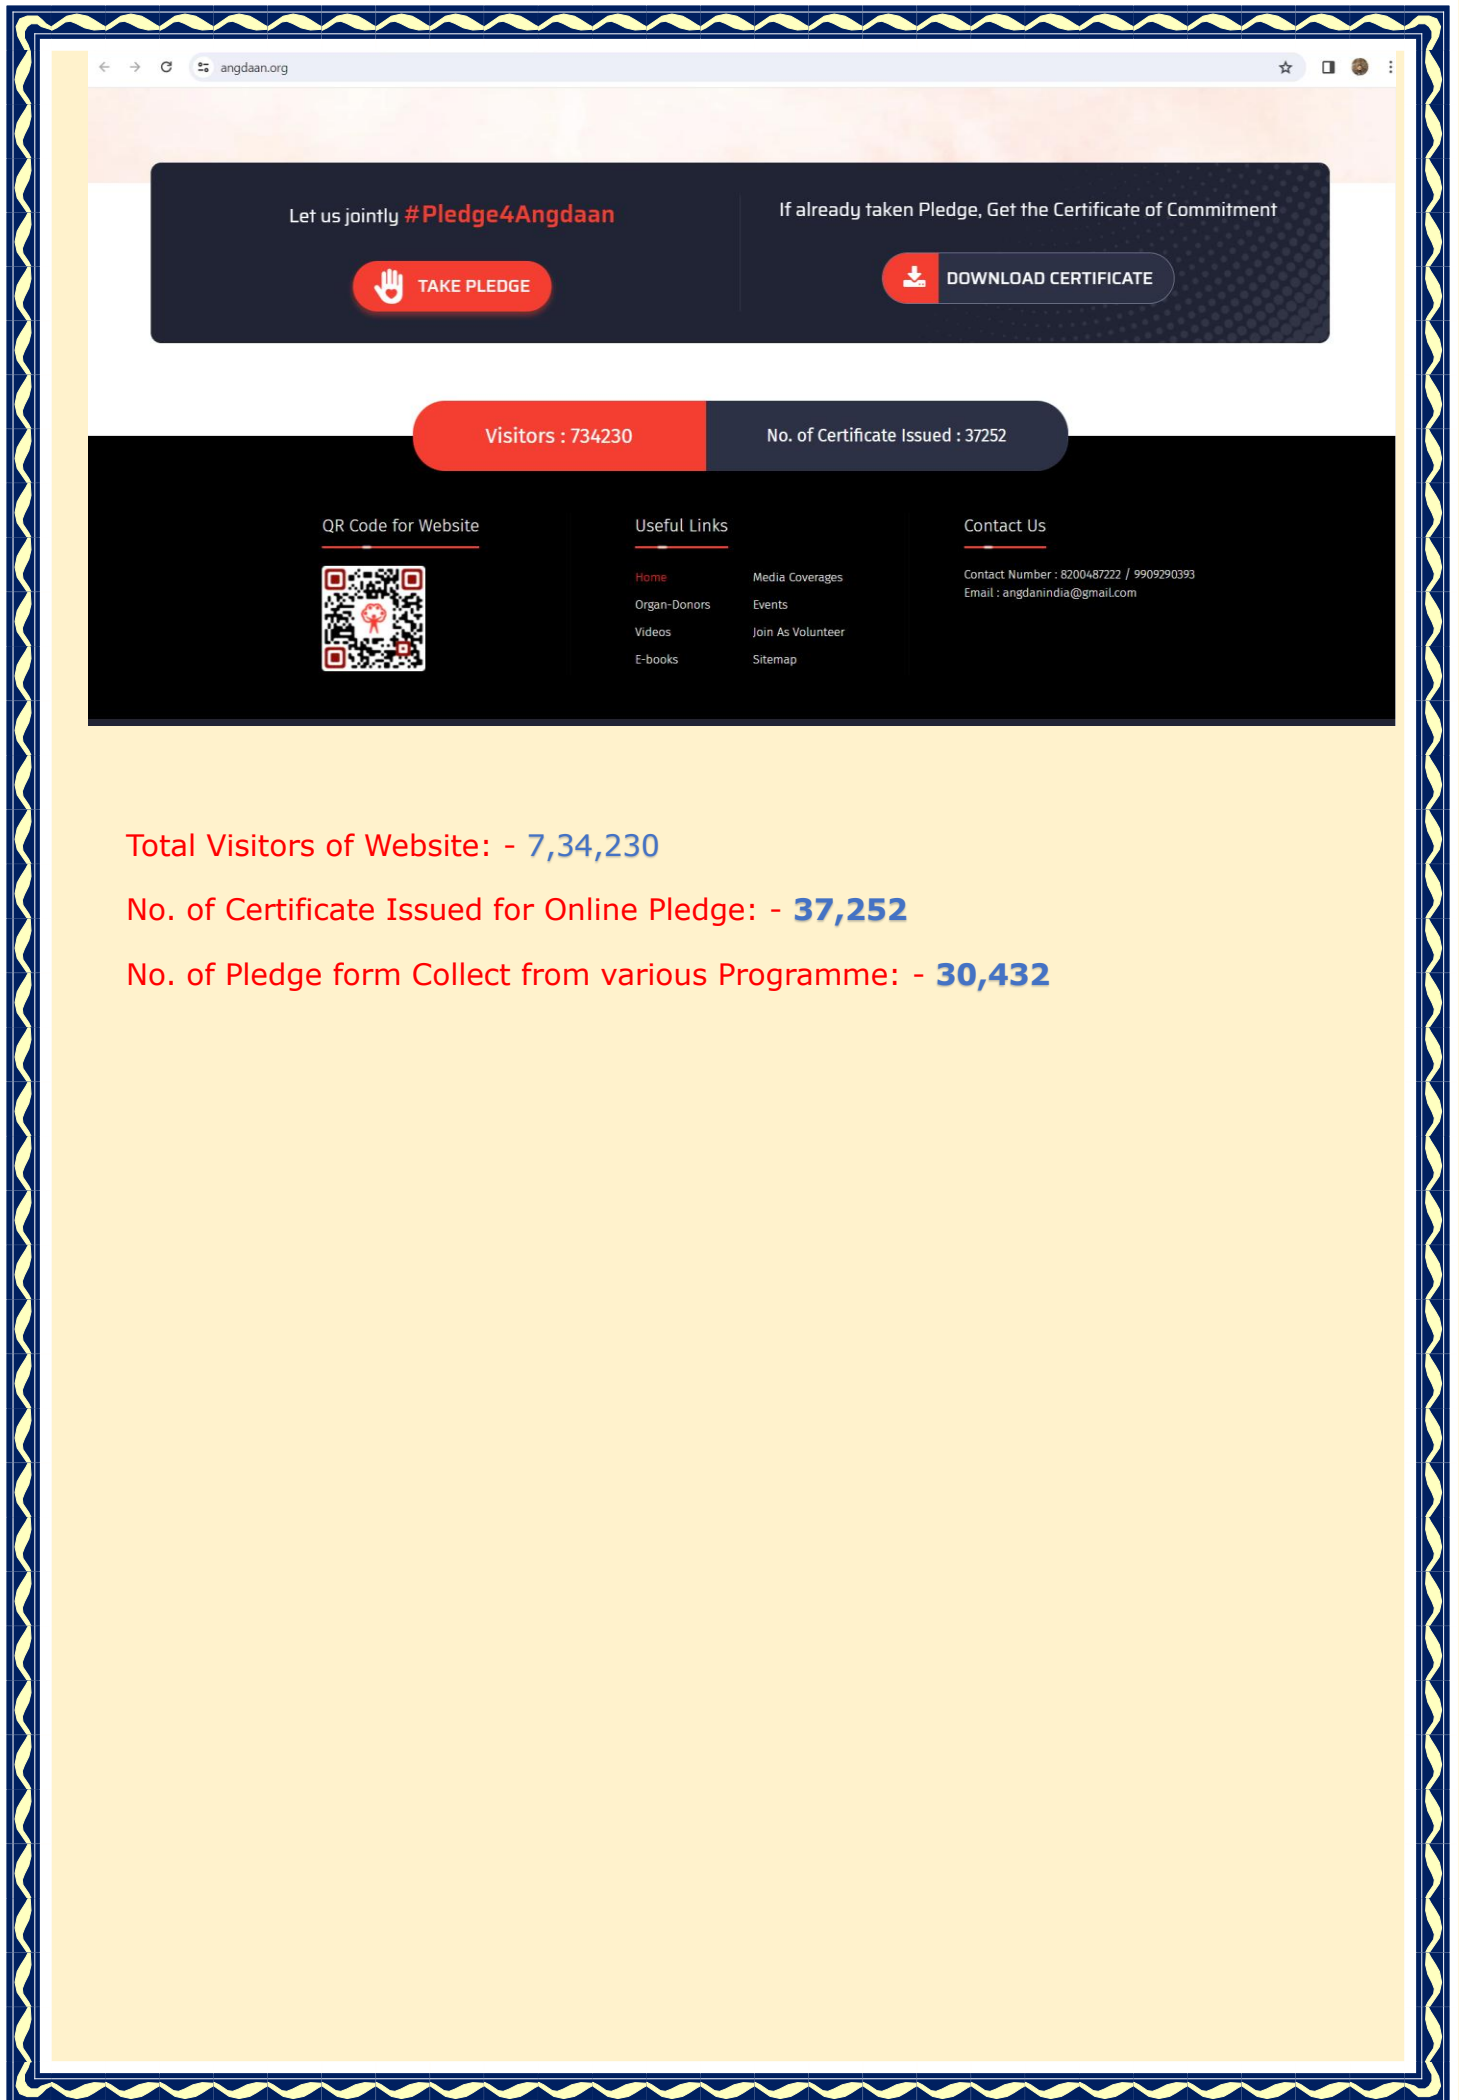 angdaan.org
Let us jointly #Pledge4Angdaan
TAKE PLEDGE
If already taken Pledge, Get the Certificate of Commitment
DOWNLOAD CERTIFICATE
Visitors : 734230
No. of Certificate Issued : 37252
QR Code for Website
Useful Links
Home
Organ-Donors
Videos
E-books
Media Coverages
Events
Join As Volunteer
Sitemap
Contact Us
Contact Number : 8200487222 / 9909290393
Email : angdanindia@gmail.com
Total Visitors of Website: - 7,34,230
No. of Certificate Issued for Online Pledge: - 37,252
No. of Pledge form Collect from various Programme: - 30,432